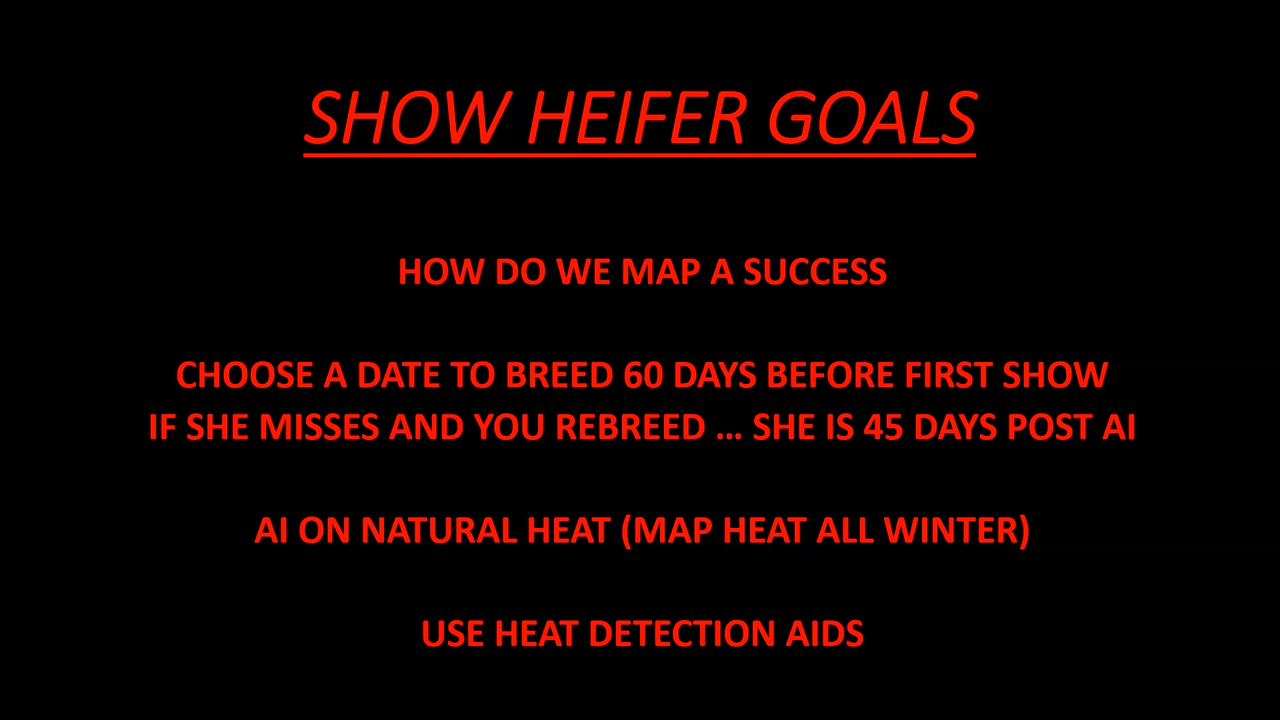 SHOW HEIFER GOALS
HOW DO WE MAP A SUCCESS
CHOOSE A DATE TO BREED 60 DAYS BEFORE FIRST SHOW
IF SHE MISSES AND YOU REBREED … SHE IS 45 DAYS POST AI
AI ON NATURAL HEAT (MAP HEAT ALL WINTER)
USE HEAT DETECTION AIDS